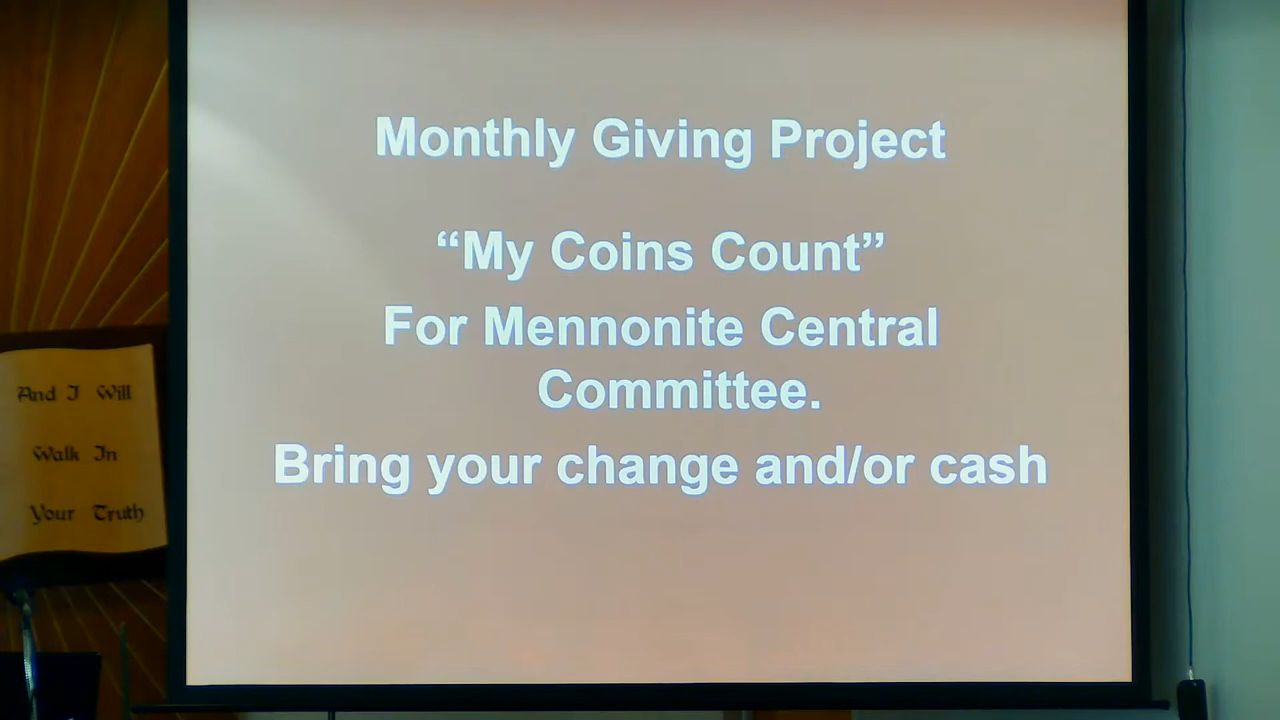 Monthly Giving Project
“My Coins Count”
For Mennonite Central
Committee.
Bring your change and/or cash
And I Will
Walk In
Your Truth